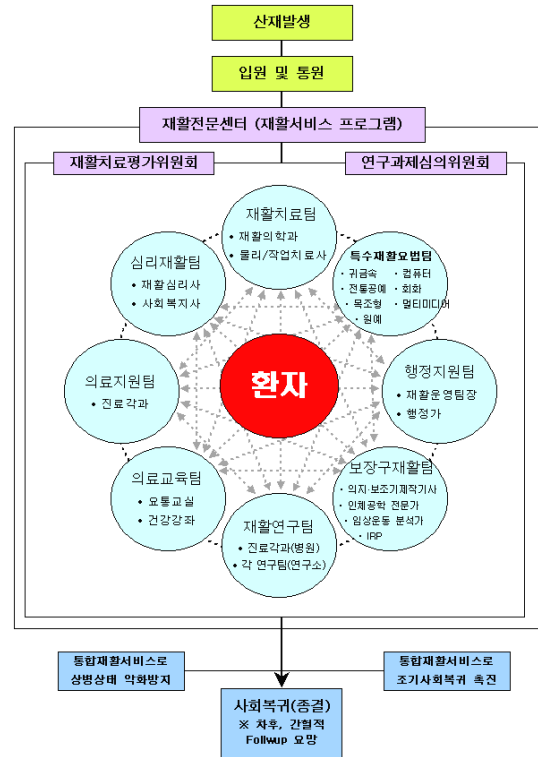 산재발생
입원 및 통원
재활전문센터 (재활서비스 프로그램)
재활치료평가위원회
연구과제심의위원회
재활치료팀
• 재활의학과
• 물리/작업치료사
심리재활팀
• 재활심리사
• 사회복지사
특수재활요법팀
• 귀금속 • 컴퓨터
• 전통공예 • 회화
• 목조형 • 멀티미디어
• 원예
의료지원팀
• 진료각과
환자
행정지원팀
• 재활운영팀장
• 행정가
의료교육팀
• 요통교실
• 건강강좌
보장구재활팀
• 의지·보조기제작기사
• 인체공학 전문가
• 임상운동 분석가
• IRP
재활연구팀
• 진료각과(병원)
• 각 연구팀(연구소)
통합재활서비스로
상병상태 악화방지
통합재활서비스로
조기사회복귀 촉진
사회복귀(종결)
※ 차후, 간헐적
Follwup 요망